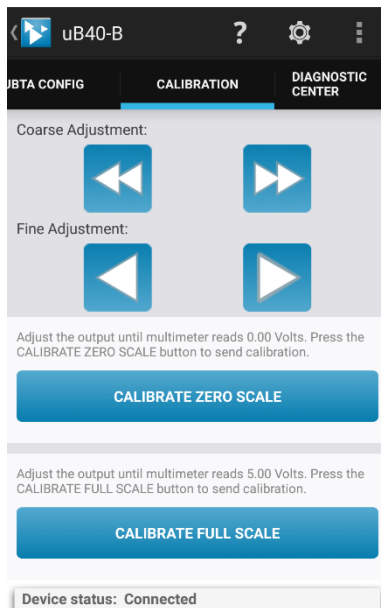 uB40-B ?
UBTA CONFIG CALIBRATION DIAGNOSTIC
CENTER
Coarse Adjustment:
Fine Adjustment:
Adjust the output until multimeter reads 0.00 Volts. Press the
CALIBRATE ZERO SCALE button to send calibration.
CALIBRATE ZERO SCALE
Adjust the output until multimeter reads 5.00 Volts. Press the
CALIBRATE FULL SCALE button to send calibration.
CALIBRATE FULL SCALE
Device status: Connected